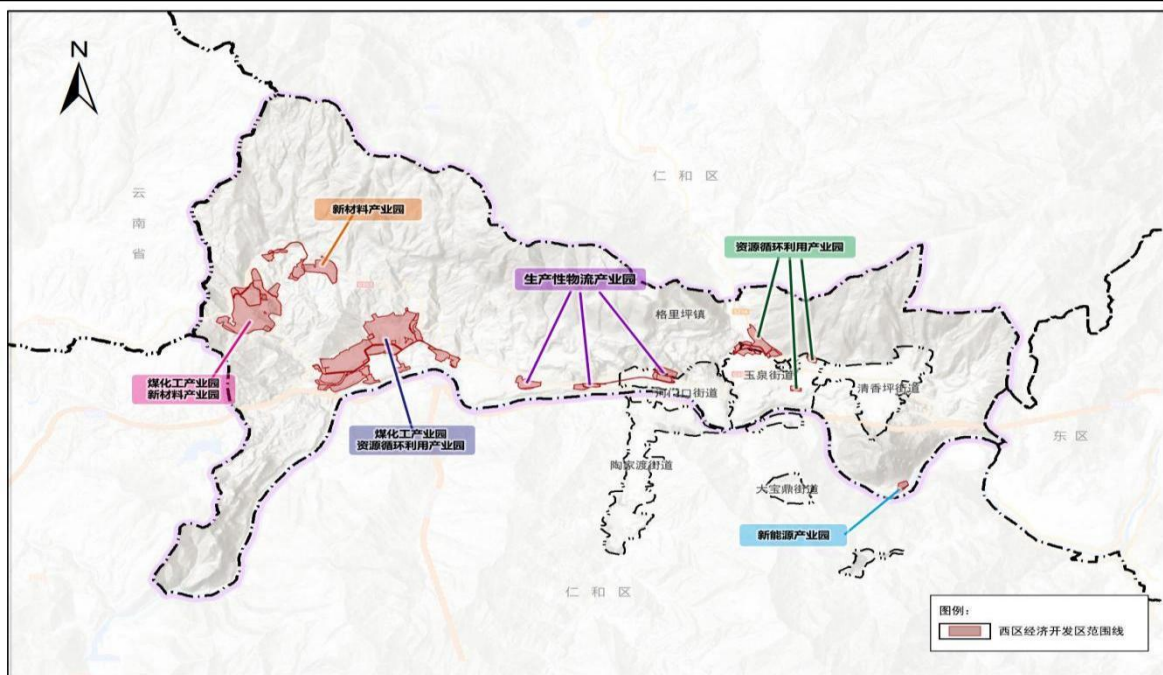 N
云南省
仁和区
新材料产业园
资源循环利用产业园
生产性物流产业园
格里坪镇
煤化工产业园
新材料产业园
玉泉街道
清香坪街道
河门口街道
煤化工产业园
资源循环利用产业园
东区
陶家渡街道
大宝鼎街道
新能源产业园
仁和区
图例：
西区经济开发区范围线